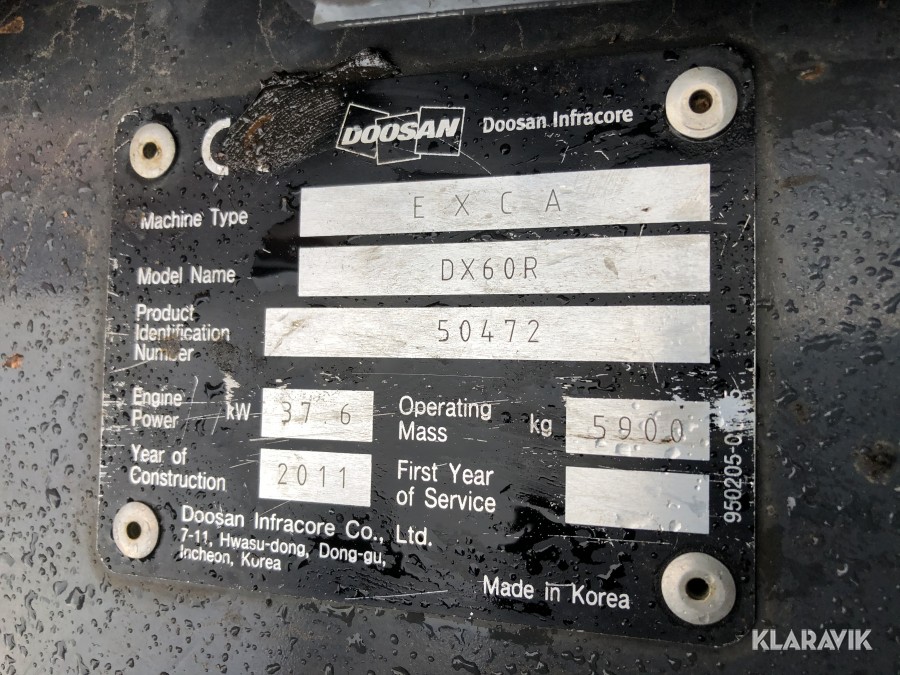 DOOSAN Doosan Infracore
Machine Type EXCA
Model Name DX60R
Product
Identification
Number 50472
Engine
Power kW 37.6
Operating
Mass kg 5900
Year of
Construction 2011
First Year
of Service
Doosan Infracore Co., Ltd.
7-11, Hwasu-dong, Dong-gu,
Incheon, Korea
Made in Korea
KLARAVIK